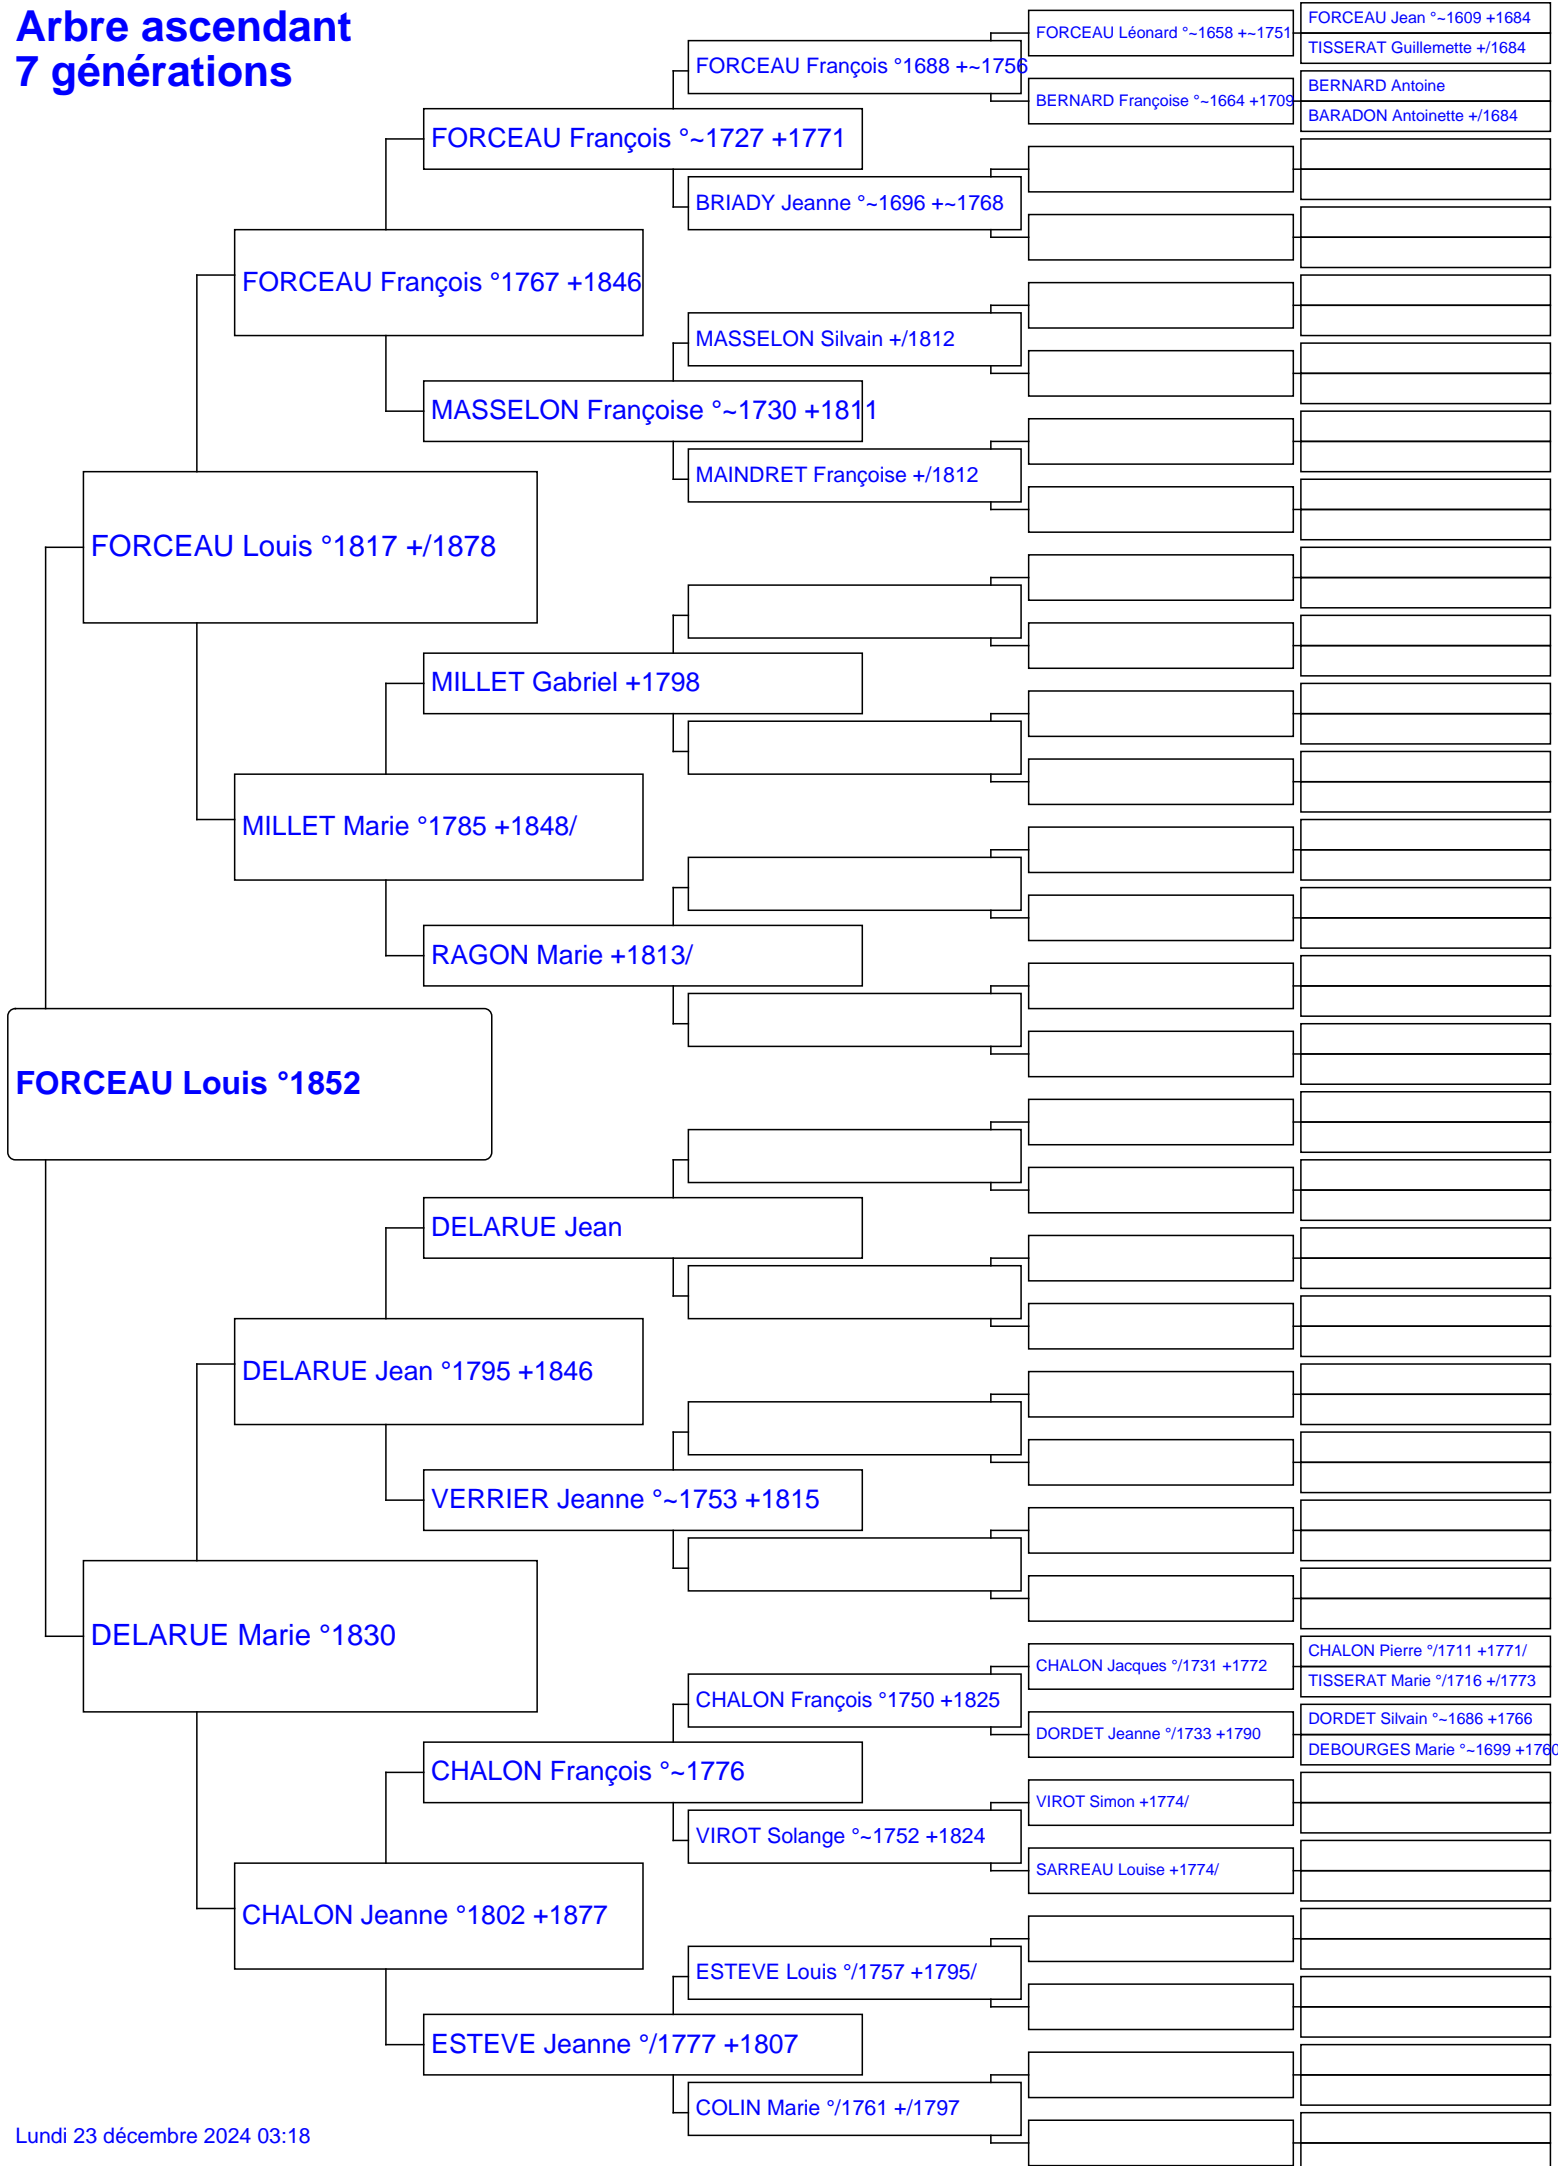 Arbre ascendant
7 générations
FORCEAU Jean °~1609 +1684
FORCEAU Léonard °~1658 +~1751
TISSERAT Guillemette +/1684
FORCEAU François °1688 +~1756
BERNARD Antoine
BERNARD Françoise °~1664 +1709
BARADON Antoinette +/1684
FORCEAU François °~1727 +1771
BRIADY Jeanne °~1696 +~1768
FORCEAU François °1767 +1846
MASSELON Silvain +/1812
MASSELON Françoise °~1730 +1811
MAINDRET Françoise +/1812
FORCEAU Louis °1817 +/1878
MILLET Gabriel +1798
MILLET Marie °1785 +1848/
RAGON Marie +1813/
FORCEAU Louis °1852
DELARUE Jean
DELARUE Jean °1795 +1846
VERRIER Jeanne °~1753 +1815
DELARUE Marie °1830
CHALON Pierre °/1711 +1771/
CHALON Jacques °/1731 +1772
TISSERAT Marie °/1716 +/1773
CHALON François °1750 +1825
DORDET Silvain °~1686 +1766
DORDET Jeanne °/1733 +1790
DEBOURGES Marie °~1699 +1760
CHALON François °~1776
VIROT Simon +1774/
VIROT Solange °~1752 +1824
SARREAU Louise +1774/
CHALON Jeanne °1802 +1877
ESTEVE Louis °/1757 +1795/
ESTEVE Jeanne °/1777 +1807
COLIN Marie °/1761 +/1797
Lundi 23 décembre 2024 03:18